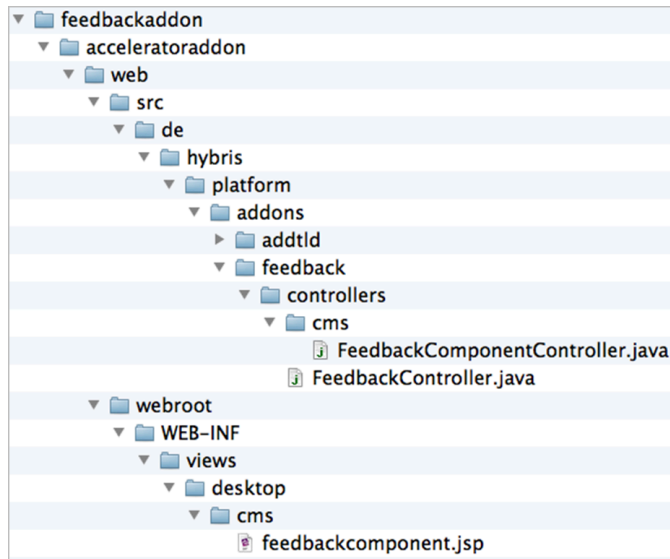 feedbackaddon
acceleratoraddon
web
src
de
hybris
platform
addons
addtld
feedback
controllers
cms
FeedbackComponentController.java
FeedbackController.java
webroot
WEB-INF
views
desktop
cms
feedbackcomponent.jsp